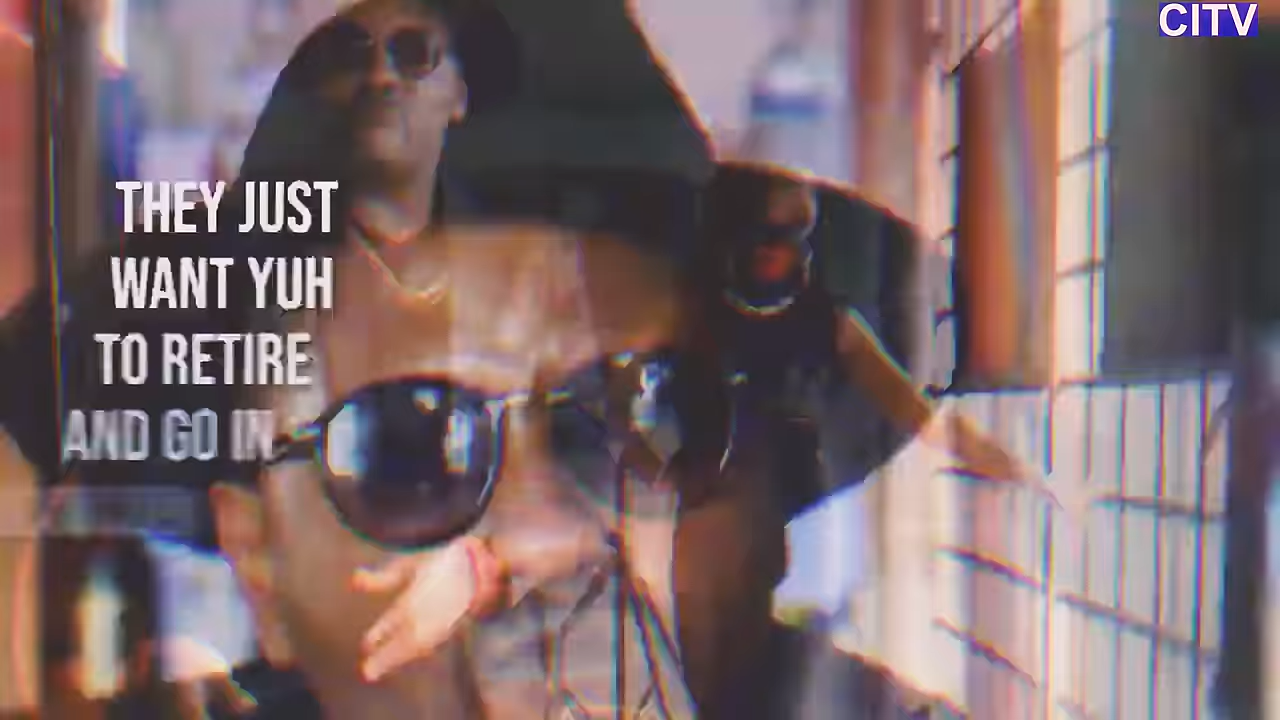 CITV
THEY JUST
WANT YUH
TO RETIRE
AND GO IN